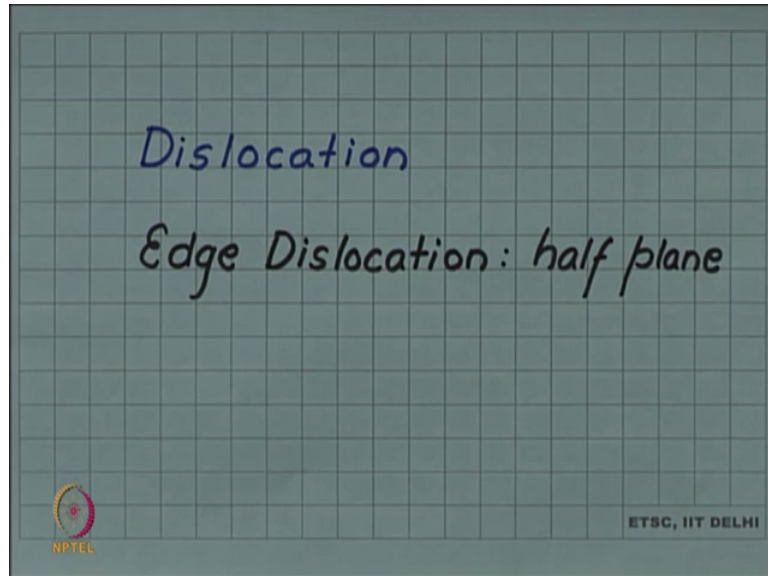 Dislocation
Edge Dislocation: half plane
NPTEL
ETSC, IIT DELHI